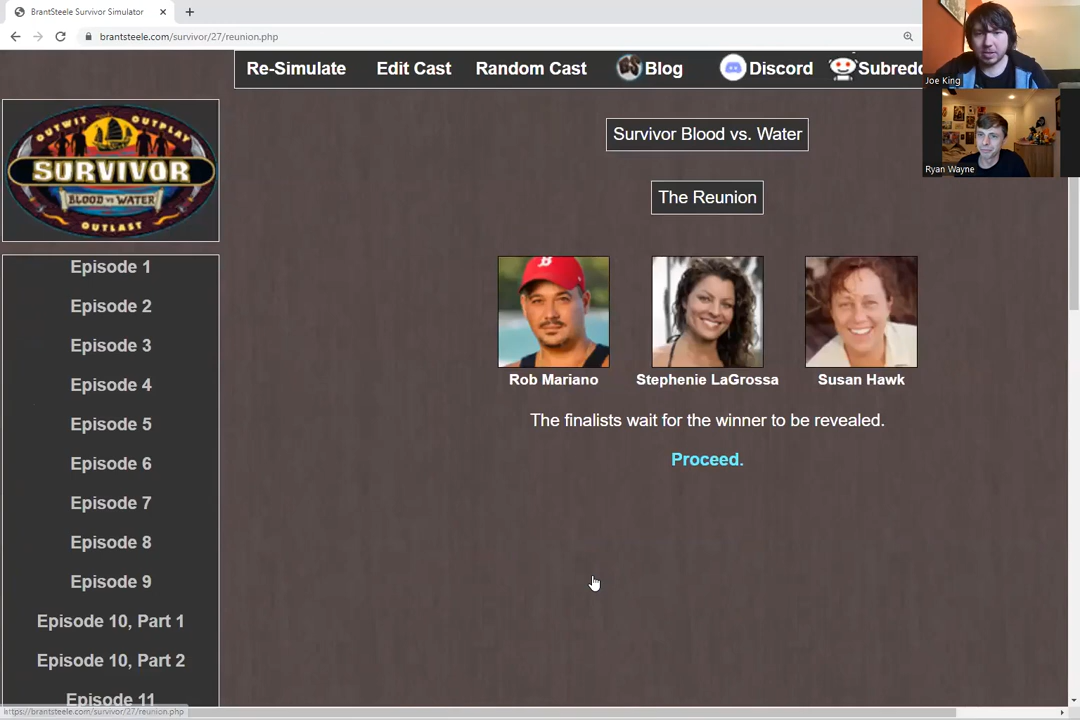 BrantSteele Survivor Simulator
brantsteele.com/survivor/27/reunion.php
Re-Simulate Edit Cast Random Cast Blog Discord Subredd
Joe King
Ryan Wayne
OUTWIT OUTPLAY
SURVIVOR
BLOOD VS WATER
OUTLAST
Survivor Blood vs. Water
The Reunion
B
Rob Mariano Stephenie LaGrossa Susan Hawk
The finalists wait for the winner to be revealed.
Proceed.
Episode 1
Episode 2
Episode 3
Episode 4
Episode 5
Episode 6
Episode 7
Episode 8
Episode 9
Episode 10, Part 1
Episode 10, Part 2
Episode 11
https://brantsteele.com/survivor/27/reunion.php